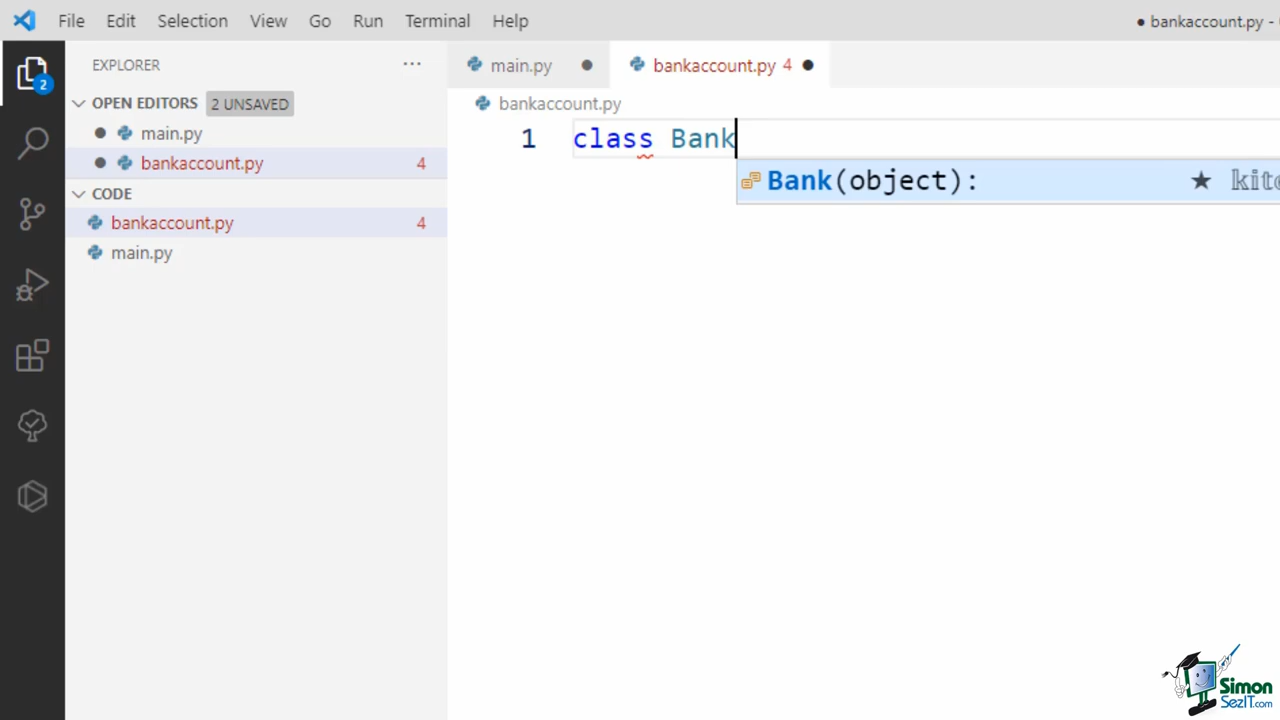 File Edit Selection View Go Run Terminal Help
● bankaccount.py -
2
EXPLORER ···
OPEN EDITORS 2 UNSAVED
● main.py
● bankaccount.py 4
CODE
bankaccount.py 4
main.py
main.py ●
bankaccount.py 4 ●
bankaccount.py
1 class Bank
Bank(object): ★
Simon
SezIT.com